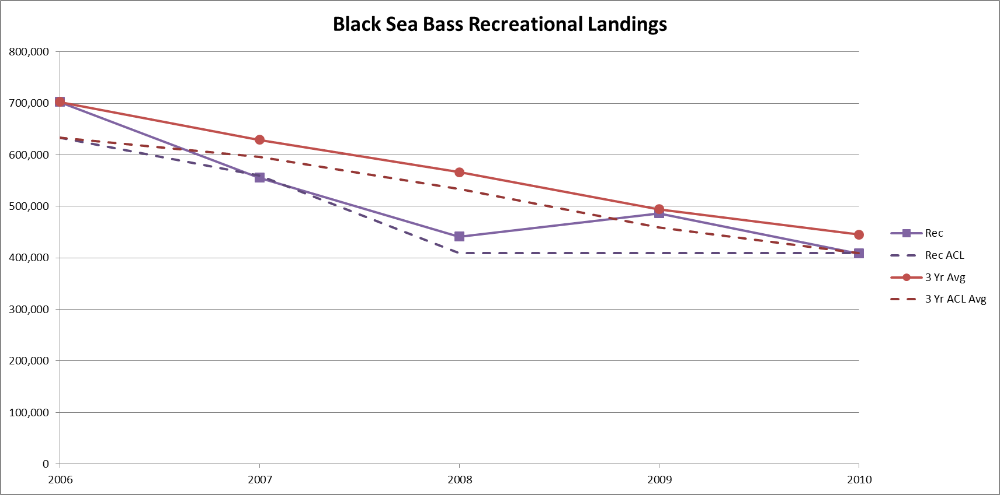 Black Sea Bass Recreational Landings
800,000
700,000
600,000
500,000
400,000
300,000
200,000
100,000
0
2006 2007 2008 2009 2010
Rec
Rec ACL
3 Yr Avg
3 Yr ACL Avg